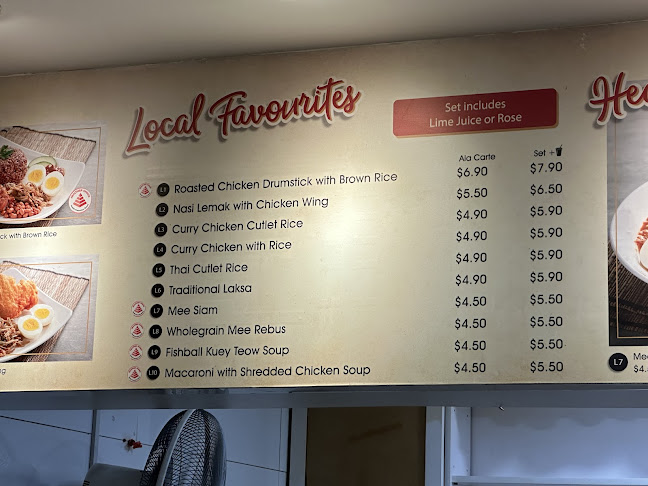 Local Favourites
Set includes
Lime Juice or Rose
Ala Carte Set +
L1 Roasted Chicken Drumstick with Brown Rice $6.90 $7.90
L2 Nasi Lemak with Chicken Wing $5.50 $6.50
L3 Curry Chicken Cutlet Rice $4.90 $5.90
L4 Curry Chicken with Rice $4.90 $5.90
L5 Thai Cutlet Rice $4.90 $5.90
L6 Traditional Laksa $4.90 $5.90
L7 Mee Siam $4.50 $5.50
L8 Wholegrain Mee Rebus $4.50 $5.50
L9 Fishball Kuey Teow Soup $4.50 $5.50
L10 Macaroni with Shredded Chicken Soup $4.50 $5.50
ck with Brown Rice
ng
Hea
L7 Mee
$4.